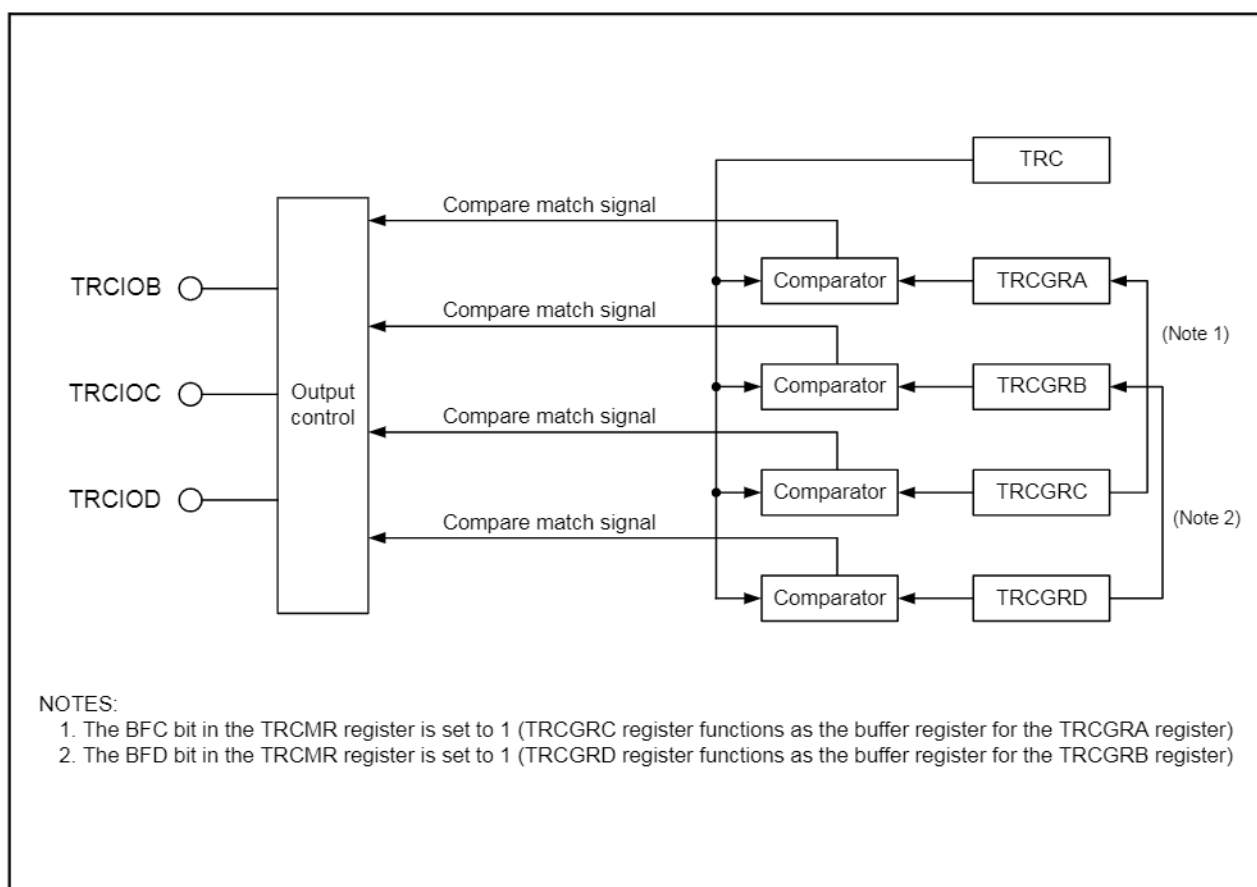 TRC
Compare match signal
Comparator
TRCGRA
TRCIOB
(Note 1)
Compare match signal
Comparator
TRCGRB
TRCIOC
Output
control
Compare match signal
Comparator
TRCGRC
TRCIOD
(Note 2)
Compare match signal
Comparator
TRCGRD
NOTES:
1. The BFC bit in the TRCMR register is set to 1 (TRCGRC register functions as the buffer register for the TRCGRA register)
2. The BFD bit in the TRCMR register is set to 1 (TRCGRD register functions as the buffer register for the TRCGRB register)